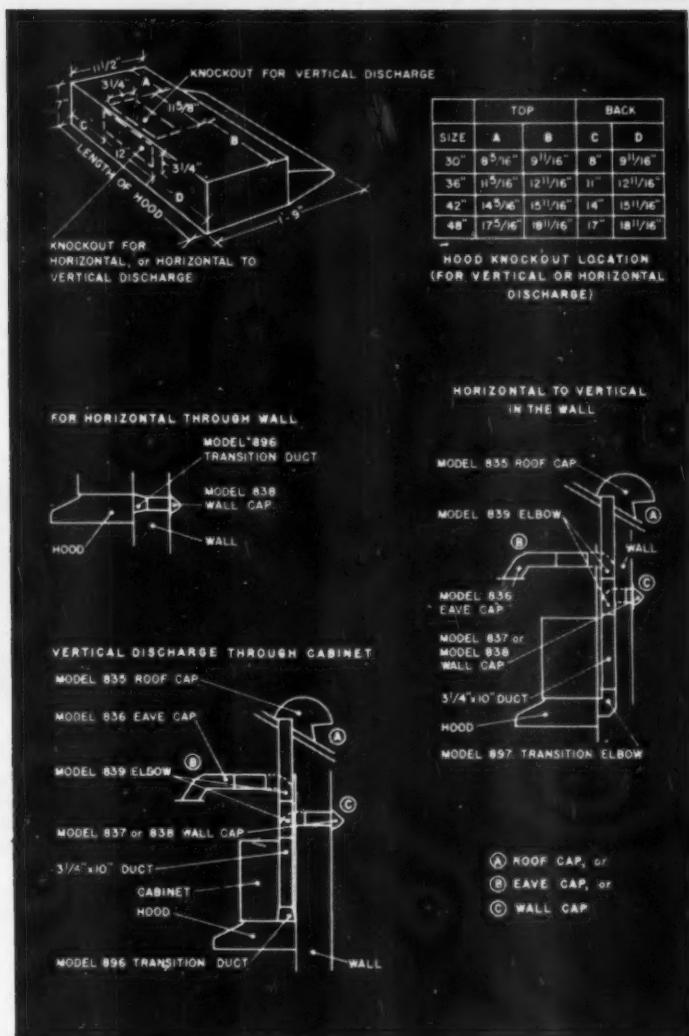 11 1/2"
3 1/4"
A
KNOCKOUT FOR VERTICAL DISCHARGE
7"
11 5/8"
C
B
12"
3 1/4"
LENGTH OF HOOD
D
1'-9"
KNOCKOUT FOR
HORIZONTAL, or HORIZONTAL TO
VERTICAL DISCHARGE
TOP BACK
SIZE A B C D
30" 8 5/16" 9 11/16" 8" 9 11/16"
36" 11 5/16" 12 11/16" 11" 12 11/16"
42" 14 5/16" 15 11/16" 14" 15 11/16"
48" 17 5/16" 18 11/16" 17" 18 11/16"
HOOD KNOCKOUT LOCATION
(FOR VERTICAL OR HORIZONTAL
DISCHARGE)
FOR HORIZONTAL THROUGH WALL
MODEL 896
TRANSITION DUCT
MODEL 838
WALL CAP
WALL
HOOD
HORIZONTAL TO VERTICAL
IN THE WALL
MODEL 835 ROOF CAP
A
MODEL 839 ELBOW
B
WALL
C
MODEL 836
EAVE CAP
MODEL 837 or
MODEL 838
WALL CAP
3 1/4"x10" DUCT
HOOD
MODEL 897 TRANSITION ELBOW
VERTICAL DISCHARGE THROUGH CABINET
MODEL 835 ROOF CAP
MODEL 836 EAVE CAP
A
B
MODEL 839 ELBOW
C
MODEL 837 or 838 WALL CAP
3 1/4"x10" DUCT
CABINET
HOOD
MODEL 896 TRANSITION DUCT
WALL
A ROOF CAP, or
B EAVE CAP, or
C WALL CAP